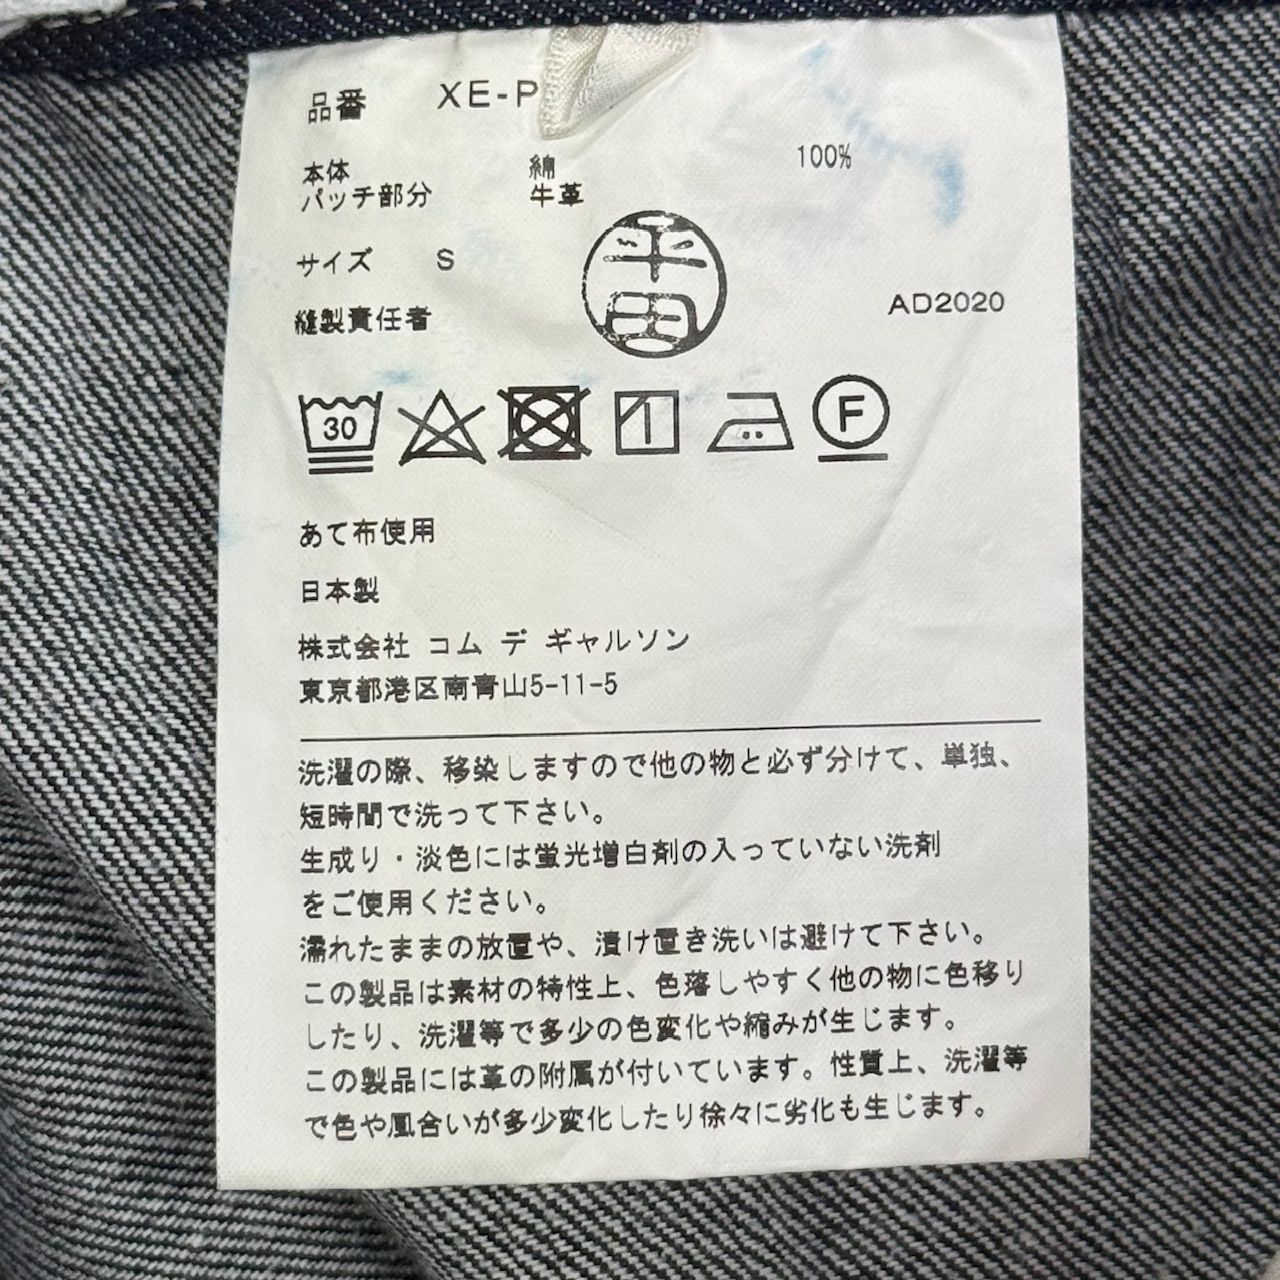 品番 XE-P
本体 綿 100%
パッチ部分 牛革
サイズ S
平田
縫製責任者 AD2020
30 F
あて布使用
日本製
株式会社 コム デ ギャルソン
東京都港区南青山5-11-5
洗濯の際、移染しますので他の物と必ず分けて、単独、
短時間で洗って下さい。
生成り・淡色には蛍光増白剤の入っていない洗剤
をご使用ください。
濡れたままの放置や、漬け置き洗いは避けて下さい。
この製品は素材の特性上、色落しやすく他の物に色移り
したり、洗濯等で多少の色変化や縮みが生じます。
この製品には革の附属が付いています。性質上、洗濯等
で色や風合いが多少変化したり徐々に劣化も生じます。